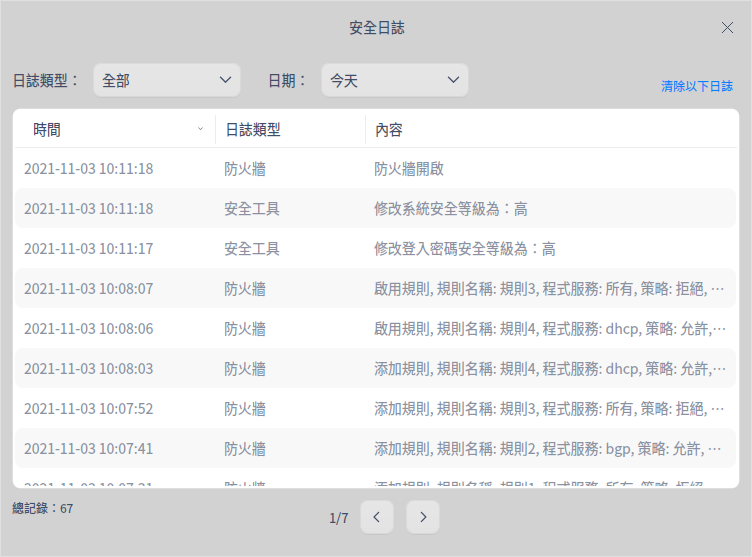 安全日誌
日誌類型： 全部 日期： 今天 清除以下日誌
時間 日誌類型 內容
2021-11-03 10:11:18 防火牆 防火牆開啟
2021-11-03 10:11:18 安全工具 修改系統安全等級為：高
2021-11-03 10:11:17 安全工具 修改登入密碼安全等級為：高
2021-11-03 10:08:07 防火牆 啟用規則, 規則名稱: 規則3, 程式服務: 所有, 策略: 拒絕, ⋯
2021-11-03 10:08:06 防火牆 啟用規則, 規則名稱: 規則4, 程式服務: dhcp, 策略: 允許,⋯
2021-11-03 10:08:03 防火牆 添加規則, 規則名稱: 規則4, 程式服務: dhcp, 策略: 允許,⋯
2021-11-03 10:07:52 防火牆 添加規則, 規則名稱: 規則3, 程式服務: 所有, 策略: 拒絕, ⋯
2021-11-03 10:07:41 防火牆 添加規則, 規則名稱: 規則2, 程式服務: bgp, 策略: 允許, ⋯
總記錄：67
1/7